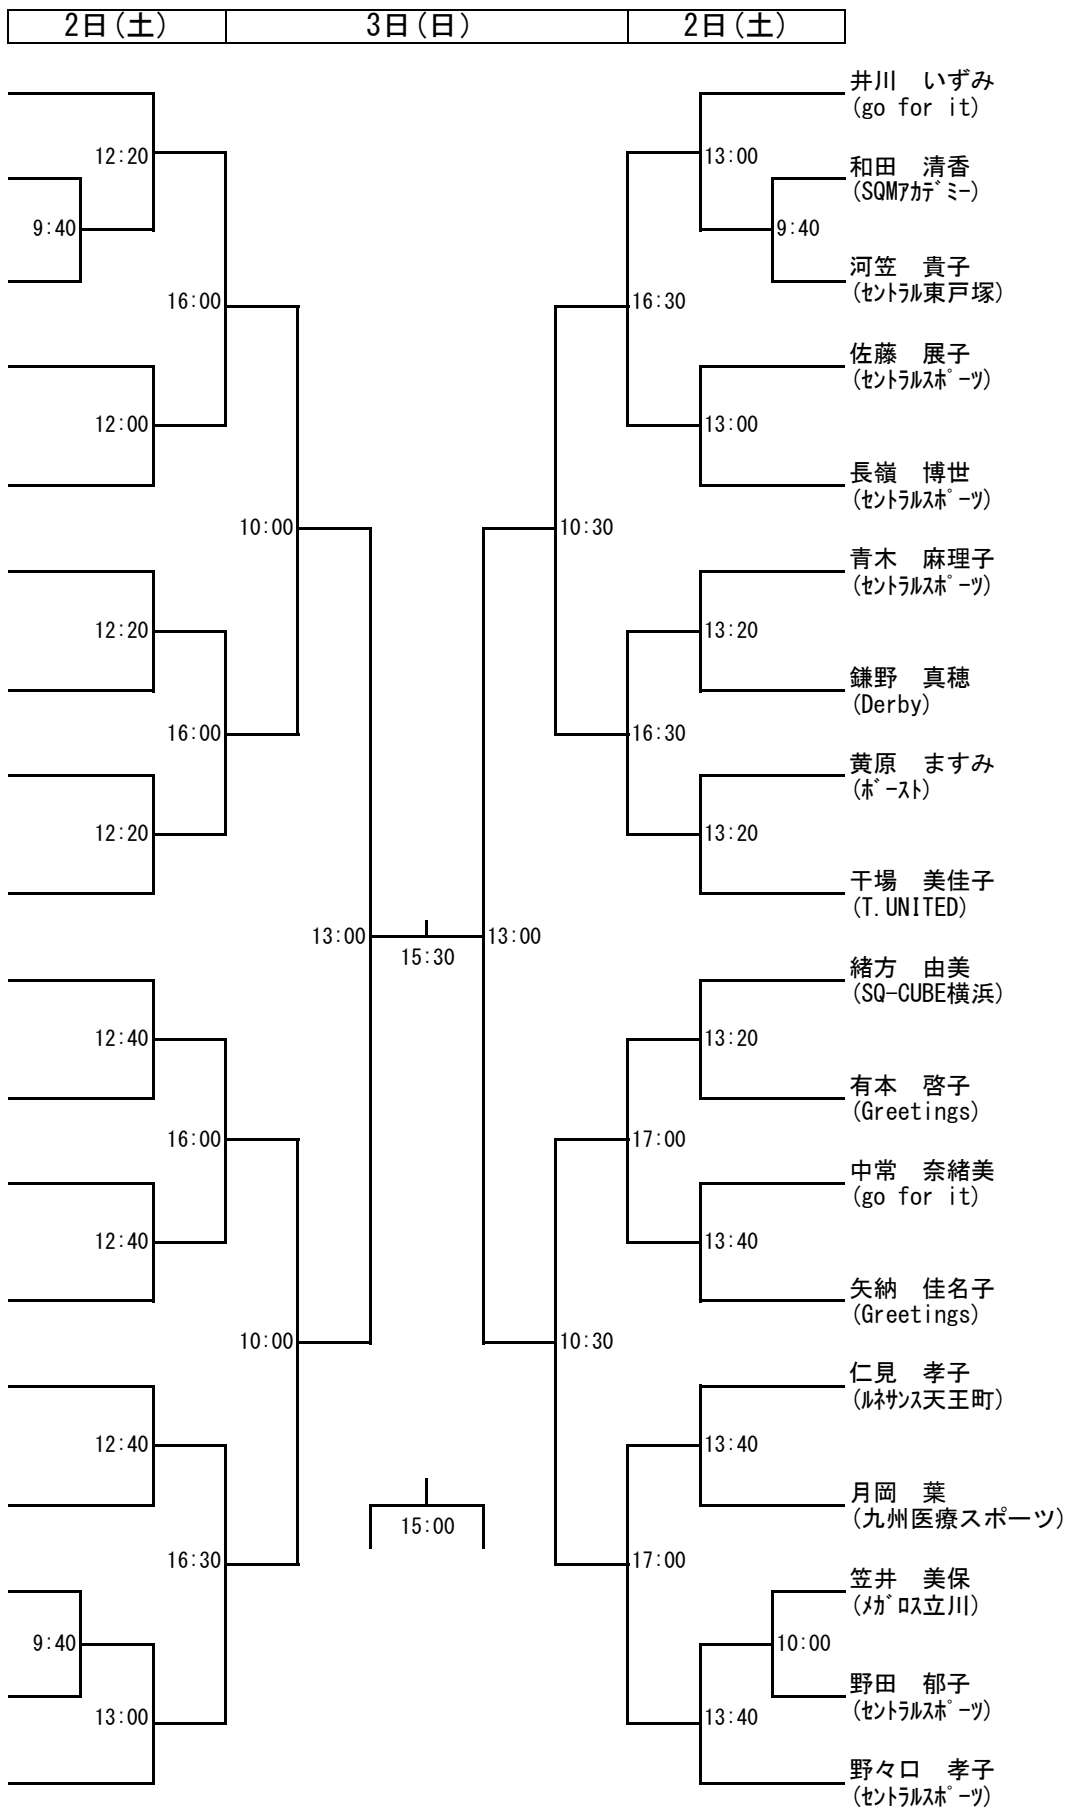 2日(土) 3日(日) 2日(土)
井川　いずみ
(go for it)
12:20 13:00
和田　清香
(SQMｱｶﾃﾞﾐｰ)
9:40 9:40
河笠　貴子
(ｾﾝﾄﾗﾙ東戸塚)
16:00 16:30
佐藤　展子
(ｾﾝﾄﾗﾙｽﾎﾟｰﾂ)
12:00 13:00
長嶺　博世
(ｾﾝﾄﾗﾙｽﾎﾟｰﾂ)
10:00 10:30
青木　麻理子
(ｾﾝﾄﾗﾙｽﾎﾟｰﾂ)
12:20 13:20
鎌野　真穂
(Derby)
16:00 16:30
黄原　ますみ
(ﾎﾞｰｽﾄ)
12:20 13:20
干場　美佳子
(T.UNITED)
13:00 13:00
15:30
緒方　由美
(SQ-CUBE横浜)
12:40 13:20
有本　啓子
(Greetings)
16:00 17:00
中常　奈緒美
(go for it)
12:40 13:40
矢納　佳名子
(Greetings)
10:00 10:30
仁見　孝子
(ﾙﾈｻﾝｽ天王町)
12:40 13:40
月岡　葉
(九州医療スポーツ)
15:00
16:30 17:00
笠井　美保
(ﾒｶﾞﾛｽ立川)
9:40 10:00
野田　郁子
(ｾﾝﾄﾗﾙｽﾎﾟｰﾂ)
13:00 13:40
野々口　孝子
(ｾﾝﾄﾗﾙｽﾎﾟｰﾂ)